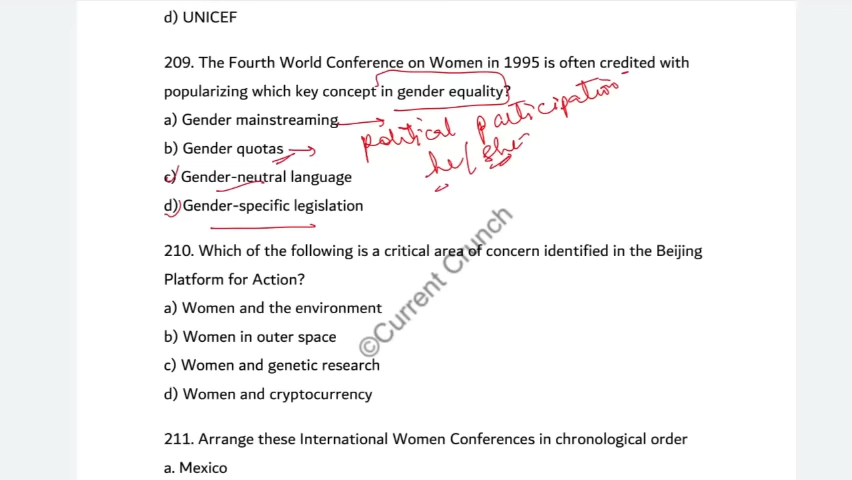 d) UNICEF
209. The Fourth World Conference on Women in 1995 is often credited with
popularizing which key concept in gender equality?
a) Gender mainstreaming
political participation
b) Gender quotas
he/she
c) Gender-neutral language
d) Gender-specific legislation
210. Which of the following is a critical area of concern identified in the Beijing
Platform for Action?
a) Women and the environment
b) Women in outer space
c) Women and genetic research
d) Women and cryptocurrency
©Current Crunch
211. Arrange these International Women Conferences in chronological order
a. Mexico